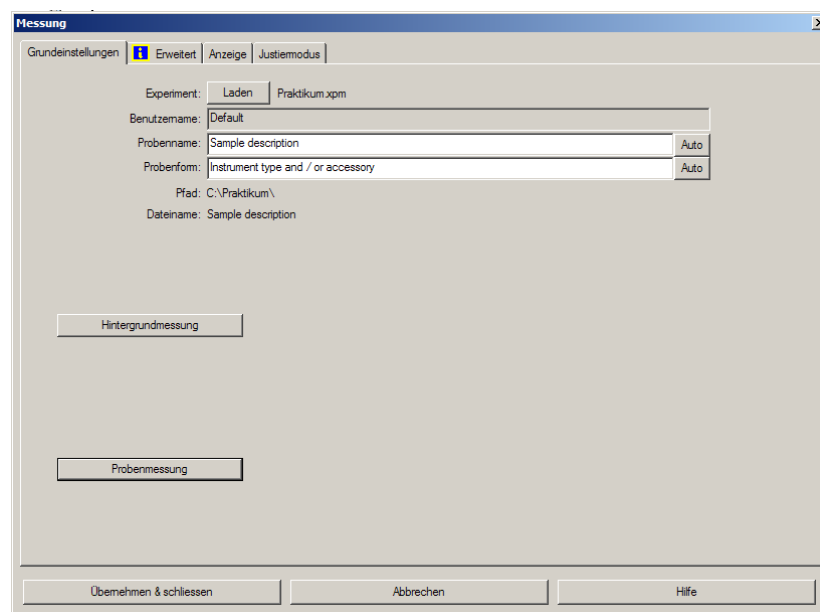 Messung
Grundeinstellungen i Erweitert Anzeige Justiermodus
Experiment: Laden Praktikum.xpm
Benutzername: Default
Probenname: Sample description Auto
Probenform: Instrument type and / or accessory Auto
Pfad: C:\Praktikum\
Dateiname: Sample description
Hintergrundmessung
Probenmessung
Übernehmen & schliessen Abbrechen Hilfe